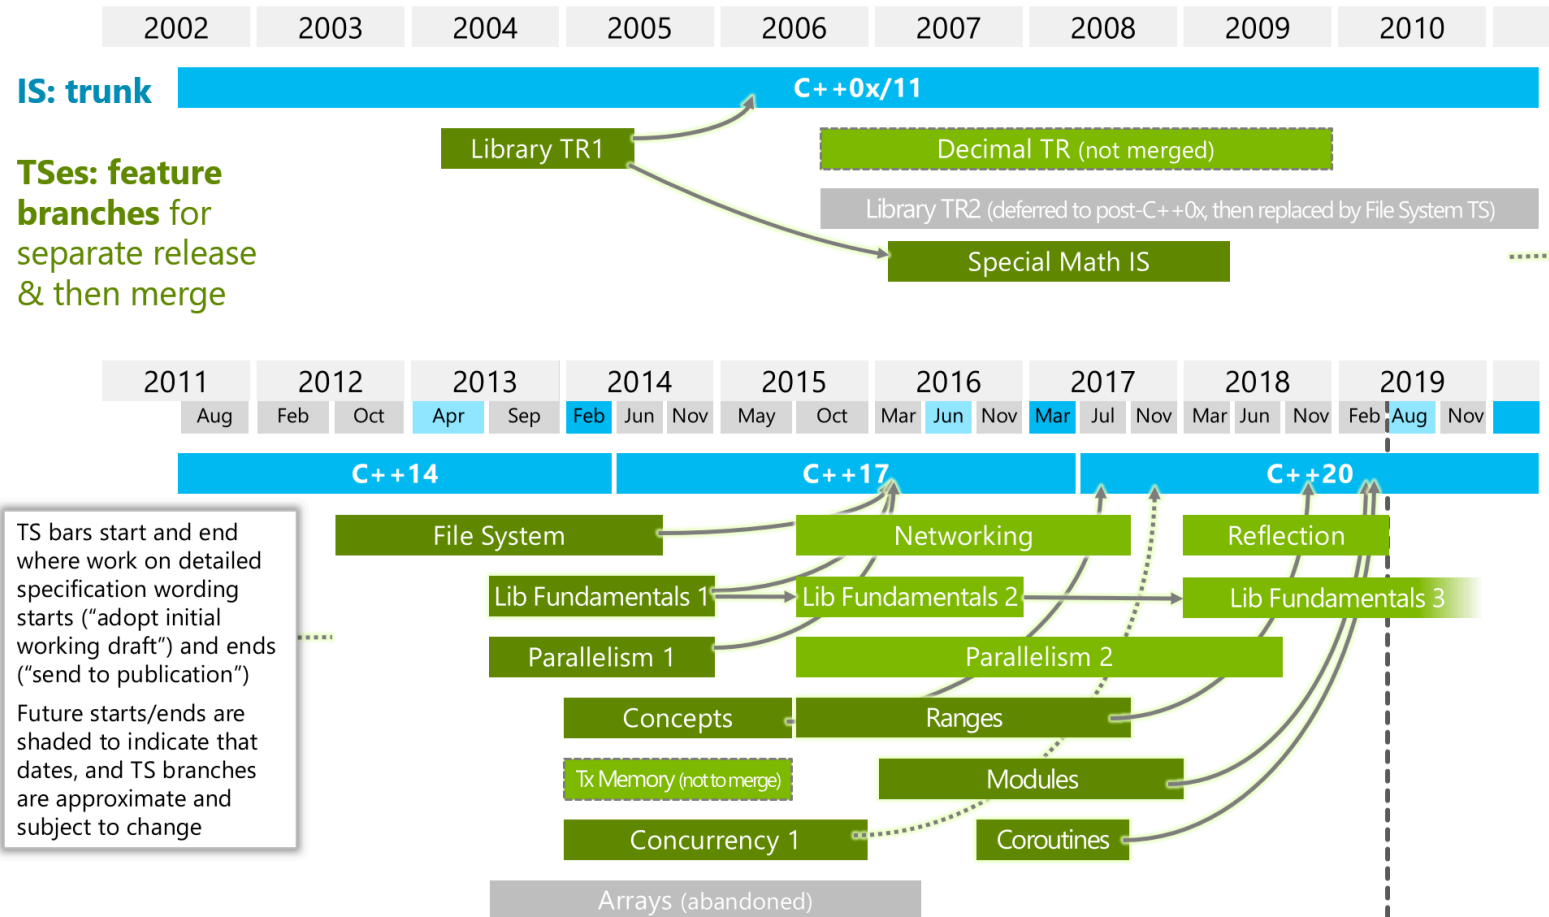 2002 2003 2004 2005 2006 2007 2008 2009 2010
IS: trunk
C++0x/11
Library TR1
Decimal TR (not merged)
TSes: feature
branches for
separate release
& then merge
Library TR2 (deferred to post-C++0x, then replaced by File System TS)
Special Math IS
2011 2012 2013 2014 2015 2016 2017 2018 2019
Aug Feb Oct Apr Sep Feb Jun Nov May Oct Mar Jun Nov Mar Jul Nov Mar Jun Nov Feb Aug Nov
C++14 C++17 C++20
TS bars start and end
where work on detailed
specification wording
starts (“adopt initial
working draft”) and ends
(“send to publication”)
Future starts/ends are
shaded to indicate that
dates, and TS branches
are approximate and
subject to change
File System Networking Reflection
Lib Fundamentals 1 Lib Fundamentals 2 Lib Fundamentals 3
Parallelism 1 Parallelism 2
Concepts Ranges
Tx Memory (not to merge) Modules
Concurrency 1 Coroutines
Arrays (abandoned)